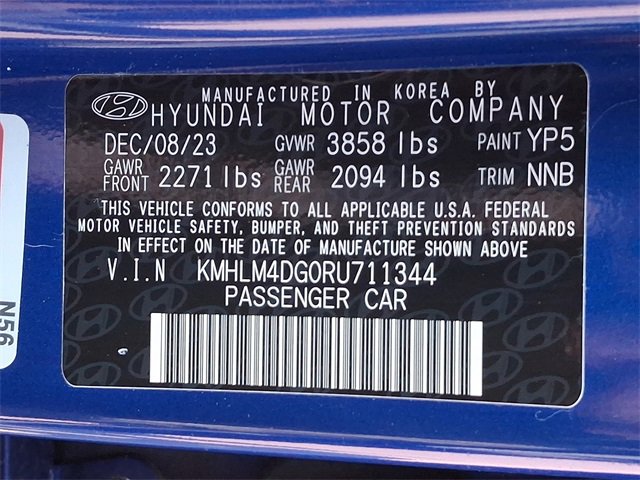 MANUFACTURED IN KOREA BY
HYUNDAI MOTOR COMPANY
DEC/08/23 GVWR 3858 lbs PAINT YP5
GAWR FRONT 2271 lbs GAWR REAR 2094 lbs TRIM NNB
THIS VEHICLE CONFORMS TO ALL APPLICABLE U.S.A. FEDERAL
MOTOR VEHICLE SAFETY, BUMPER, AND THEFT PREVENTION STANDARDS
IN EFFECT ON THE DATE OF MANUFACTURE SHOWN ABOVE
V.I.N KMHLM4DG0RU711344
PASSENGER CAR
N56